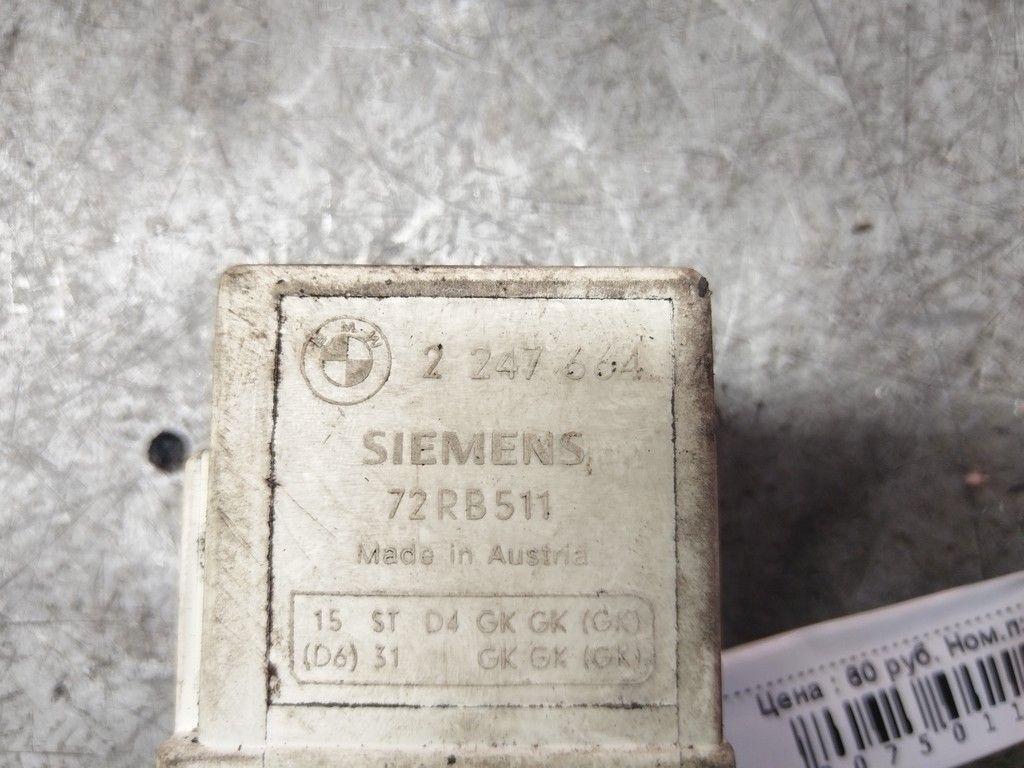 BMW
2 247 664
SIEMENS
72RB511
Made in Austria
15 ST D4 GK GK (GK)
(D6) 31 GK GK (GK)
Цена : 60 руб. Ном.
07501